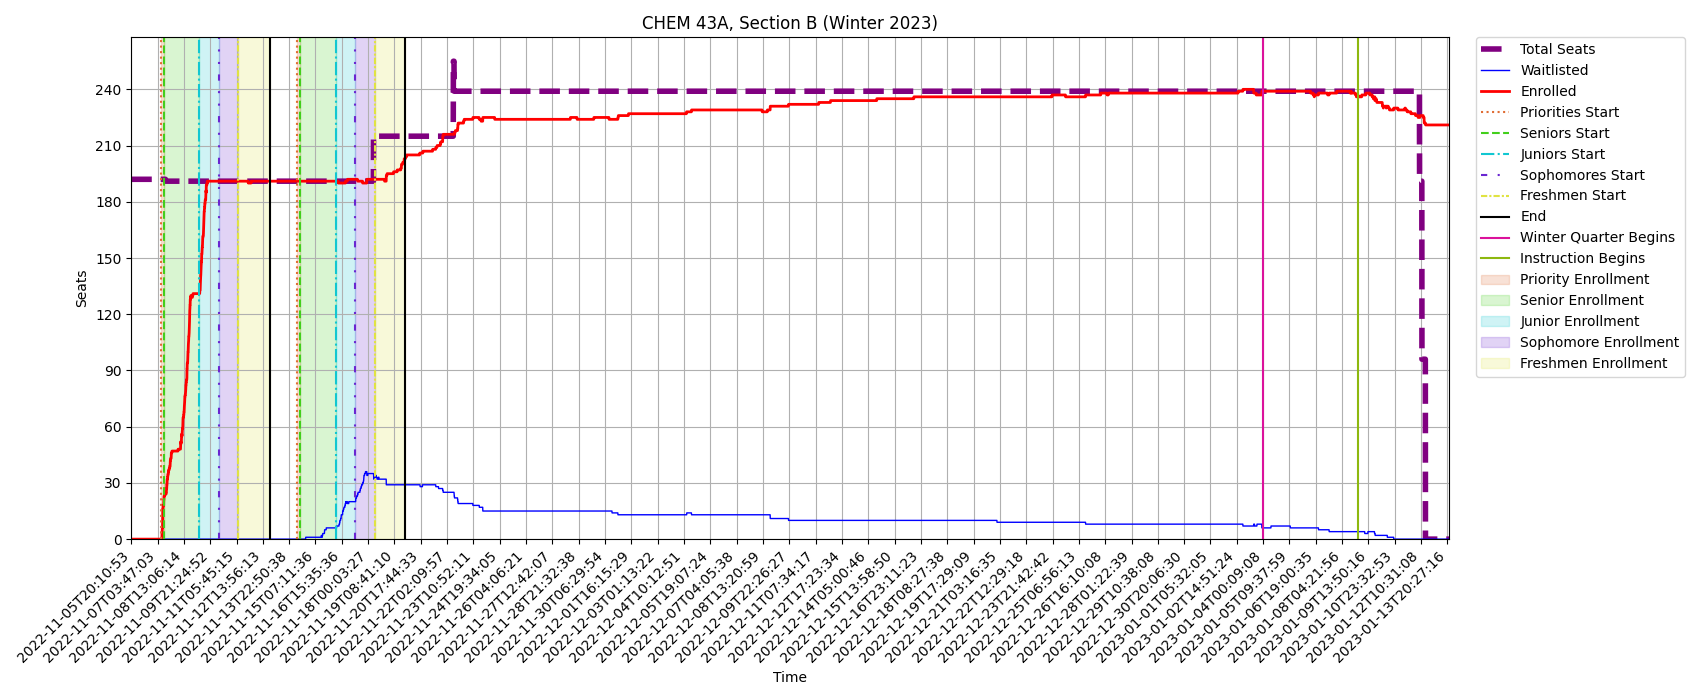 CHEM 43A, Section B (Winter 2023)
Seats
240
210
180
150
120
90
60
30
0
2022-11-05T20:10:53
2022-11-07T03:47:03
2022-11-08T13:06:14
2022-11-09T21:24:52
2022-11-11T05:45:15
2022-11-12T13:56:13
2022-11-13T22:50:38
2022-11-15T07:11:36
2022-11-16T15:35:36
2022-11-18T00:03:27
2022-11-19T08:41:10
2022-11-20T17:44:33
2022-11-22T02:09:57
2022-11-23T10:52:11
2022-11-24T19:34:05
2022-11-26T04:06:21
2022-11-27T12:42:07
2022-11-28T21:32:38
2022-11-30T06:29:54
2022-12-01T16:15:29
2022-12-03T01:13:22
2022-12-04T10:12:51
2022-12-05T19:07:24
2022-12-07T04:05:38
2022-12-08T13:20:59
2022-12-09T22:26:27
2022-12-11T07:34:17
2022-12-12T17:23:34
2022-12-14T05:00:46
2022-12-15T13:58:50
2022-12-16T23:11:23
2022-12-18T08:27:38
2022-12-19T17:29:09
2022-12-21T03:16:35
2022-12-22T12:29:18
2022-12-23T21:42:42
2022-12-25T06:56:13
2022-12-26T16:10:08
2022-12-28T01:22:39
2022-12-29T10:38:09
2022-12-30T20:06:30
2023-01-01T05:32:05
2023-01-02T14:51:24
2023-01-04T00:09:08
2023-01-05T09:37:59
2023-01-06T19:00:35
2023-01-08T04:21:56
2023-01-09T13:50:16
2023-01-10T23:32:53
2023-01-12T10:31:08
2023-01-13T20:27:16
Time
Total Seats
Waitlisted
Enrolled
Priorities Start
Seniors Start
Juniors Start
Sophomores Start
Freshmen Start
End
Winter Quarter Begins
Instruction Begins
Priority Enrollment
Senior Enrollment
Junior Enrollment
Sophomore Enrollment
Freshmen Enrollment